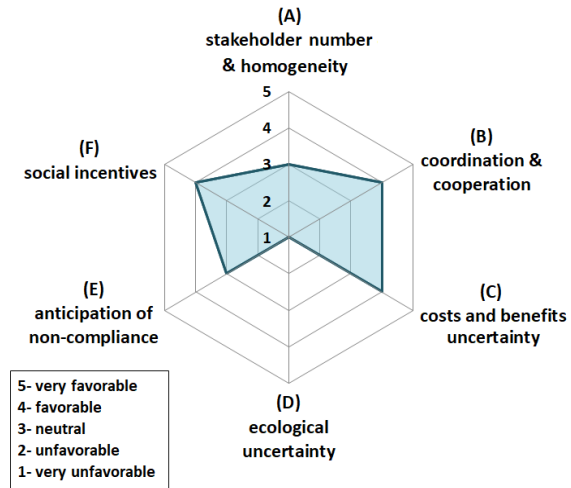 (A)
stakeholder number
& homogeneity
5
4
3
2
1
(B)
coordination &
cooperation
(C)
costs and benefits
uncertainty
(D)
ecological
uncertainty
(E)
anticipation of
non-compliance
(F)
social incentives
5- very favorable
4- favorable
3- neutral
2- unfavorable
1- very unfavorable